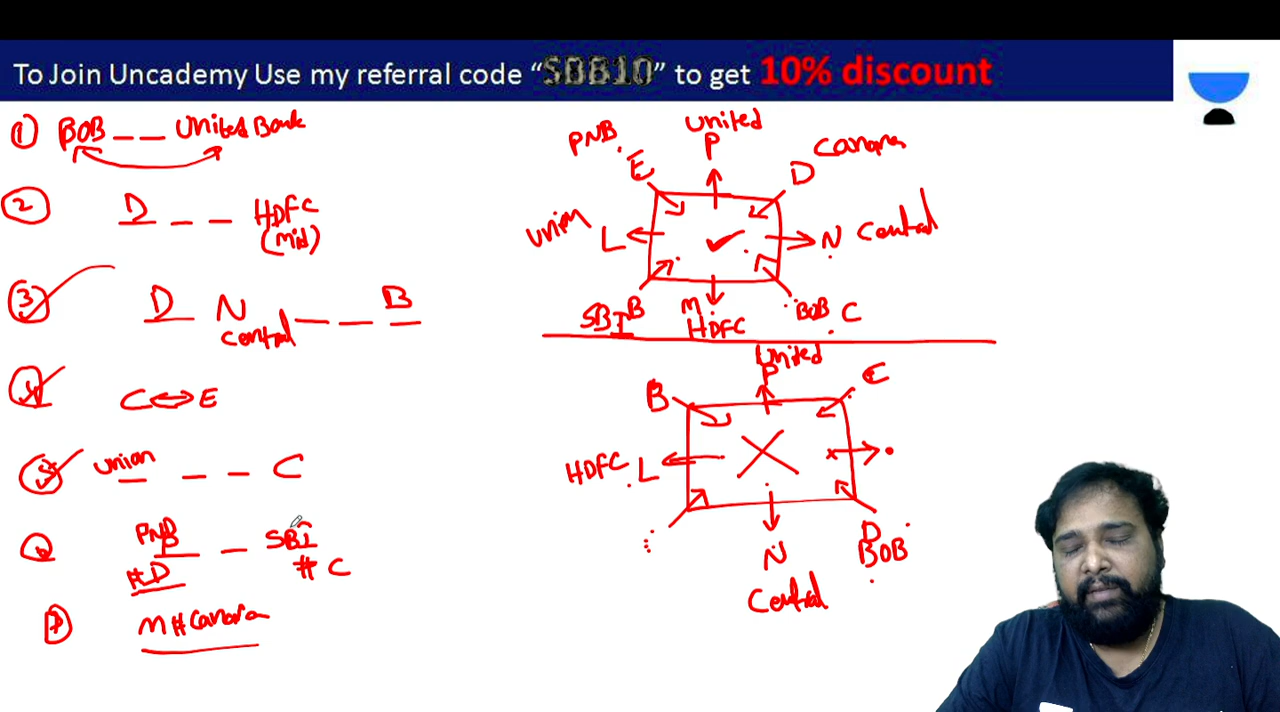 To Join Uncademy Use my referral code “SBB10” to get 10% discount
① BOB _ _ United Bank
② D _ _ HDFC
(mid)
③ D N _ _ B
Central
④ C ⇔ E
⑤ Union _ _ C
⑥ PNB _ SBI
#D # C
⑦ M # Canara
United
PNB P Canara
E D
Union L N Central
SBI B M BOB C
HDFC
United
B P E
HDFC L
N D
Central BOB